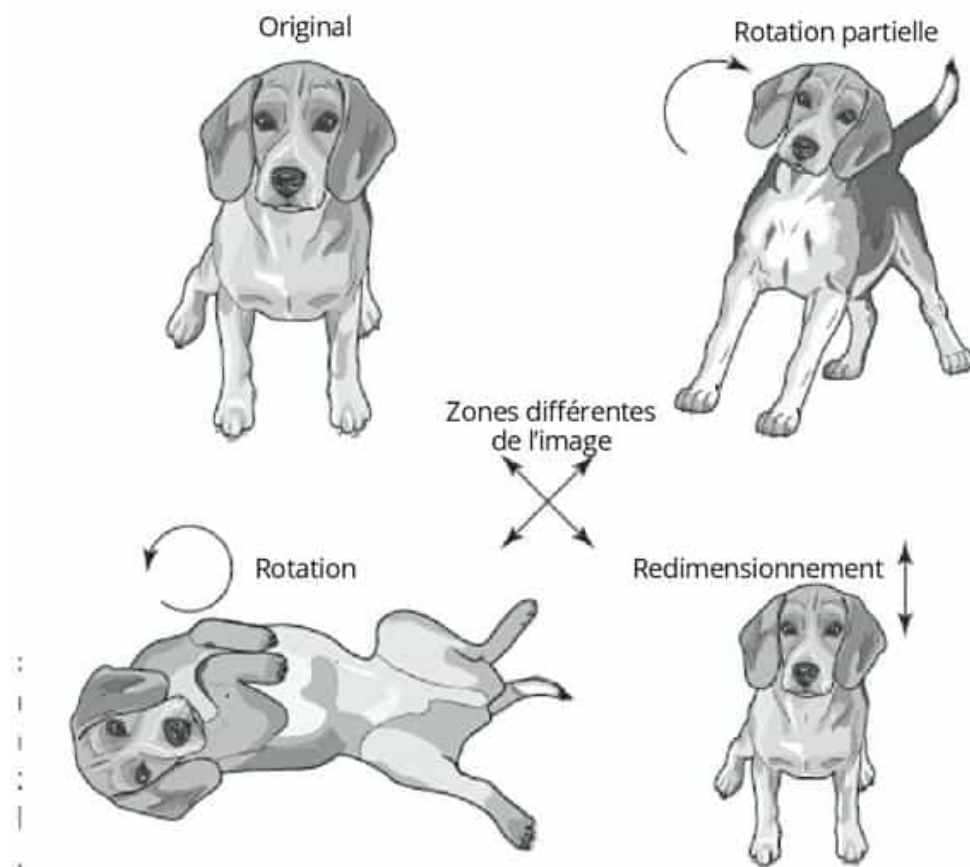 Original
Rotation partielle
Zones différentes
de l'image
Rotation
Redimensionnement